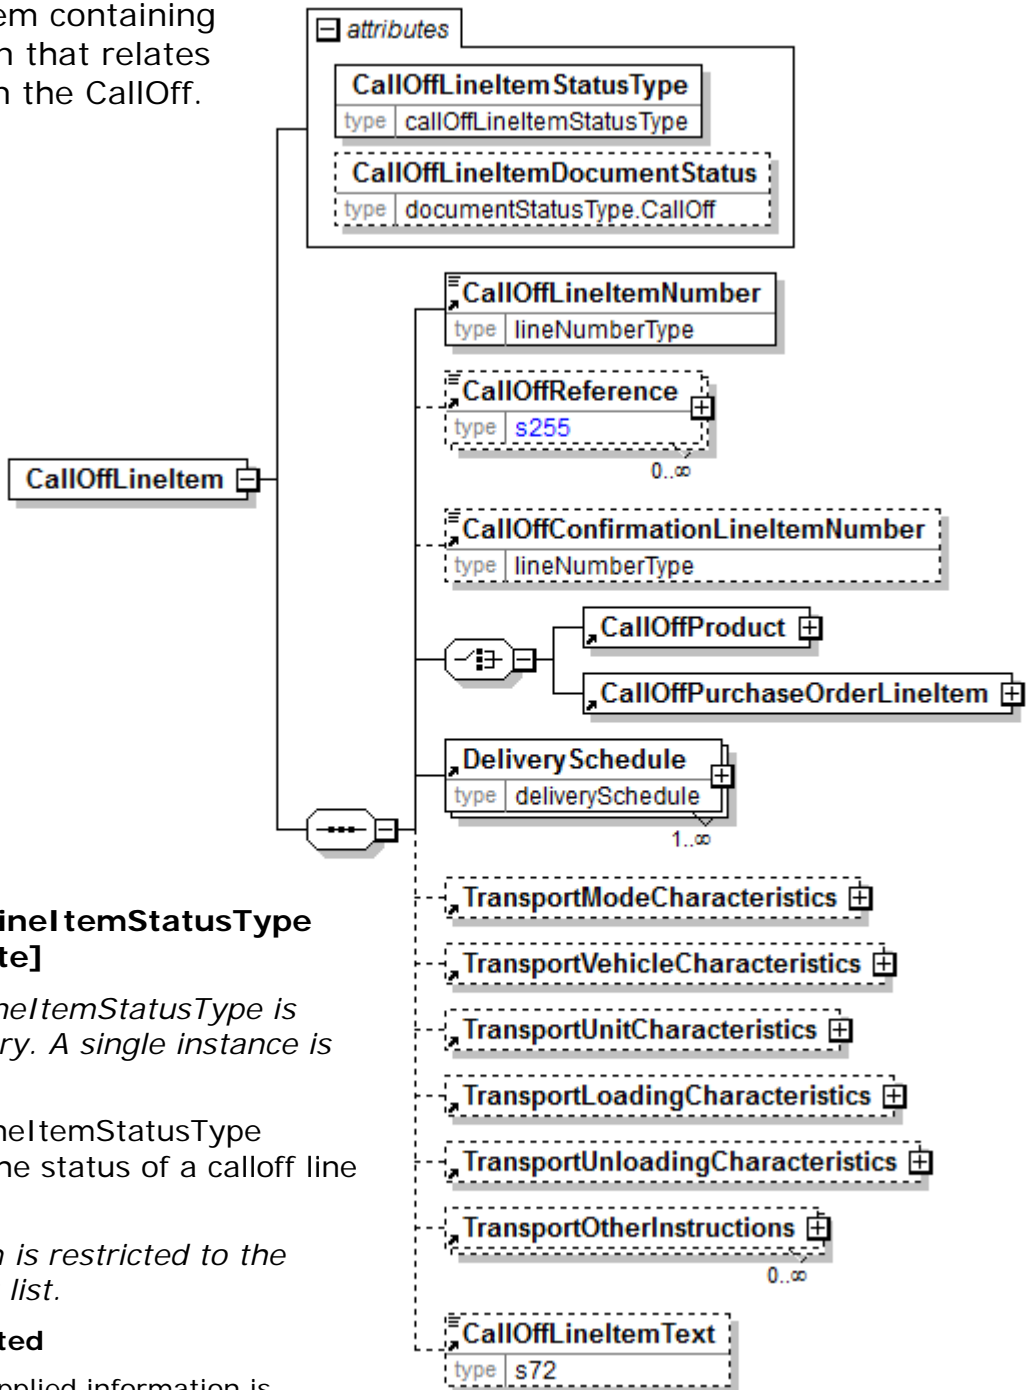 em containing
n that relates
n the CallOff.
attributes
CallOffLineItemStatusType
type callOffLineItemStatusType
CallOffLineItemDocumentStatus
type documentStatusType.CallOff
CallOffLineItemNumber
type lineNumberType
CallOffReference
type s255
0..∞
CallOffLineItem
CallOffConfirmationLineItemNumber
type lineNumberType
CallOffProduct
CallOffPurchaseOrderLineItem
DeliverySchedule
type deliverySchedule
1..∞
TransportModeCharacteristics
TransportVehicleCharacteristics
TransportUnitCharacteristics
TransportLoadingCharacteristics
TransportUnloadingCharacteristics
TransportOtherInstructions
0..∞
CallOffLineItemText
type s72
ineItemStatusType
te]
neItemStatusType is
ry. A single instance is
neItemStatusType
ne status of a calloff line
n is restricted to the
list.
ted
pplied information is